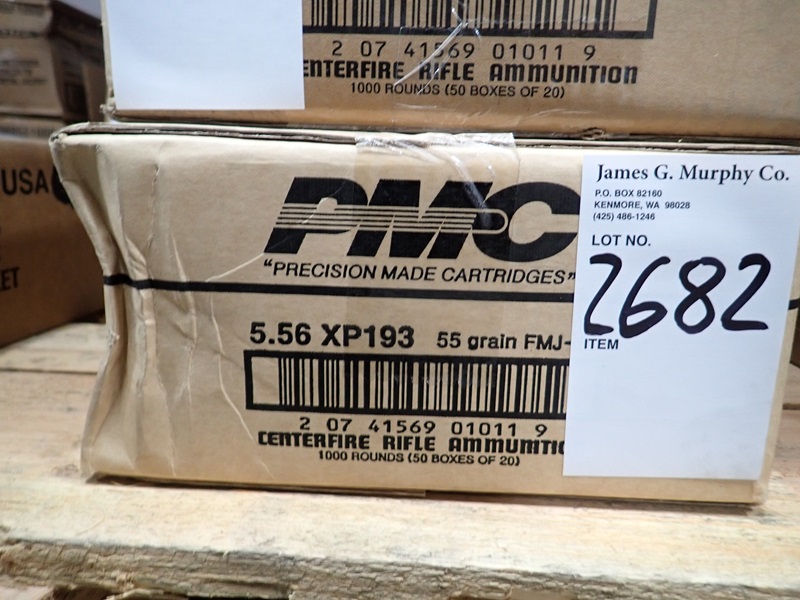 2 07 41569 01011 9
CENTERFIRE RIFLE AMMUNITION
1000 ROUNDS (50 BOXES OF 20)
USA
ET
PMC
"PRECISION MADE CARTRIDGES"
5.56 XP193 55 grain FMJ-
2 07 41569 01011 9
CENTERFIRE RIFLE AMMUNITIO
1000 ROUNDS (50 BOXES OF 20)
James G. Murphy Co.
P.O. BOX 82160
KENMORE, WA 98028
(425) 486-1246
LOT NO.
2682
ITEM